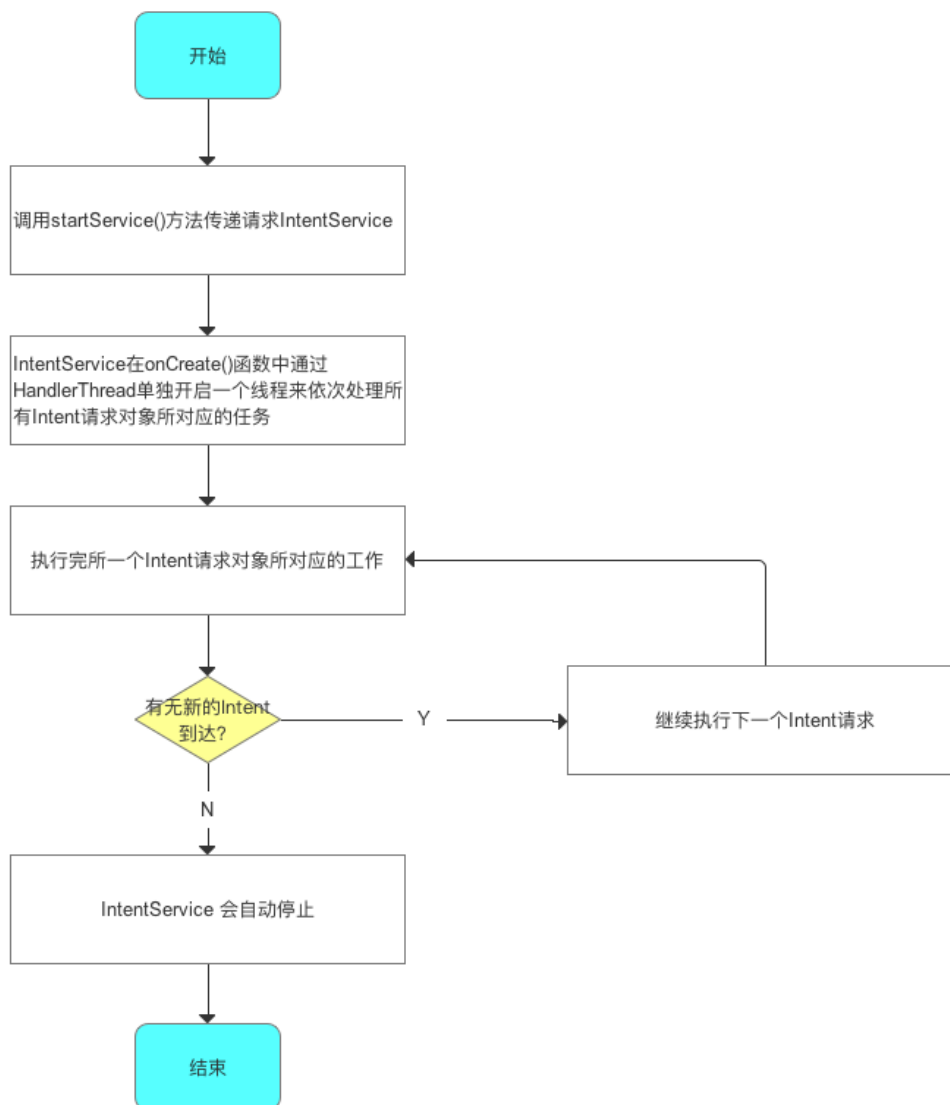 开始
调用startService()方法传递请求IntentService
IntentService在onCreate()函数中通过
HandlerThread单独开启一个线程来依次处理所
有Intent请求对象所对应的任务
执行完所一个Intent请求对象所对应的工作
有无新的Intent
到达?
Y
继续执行下一个Intent请求
N
IntentService 会自动停止
结束